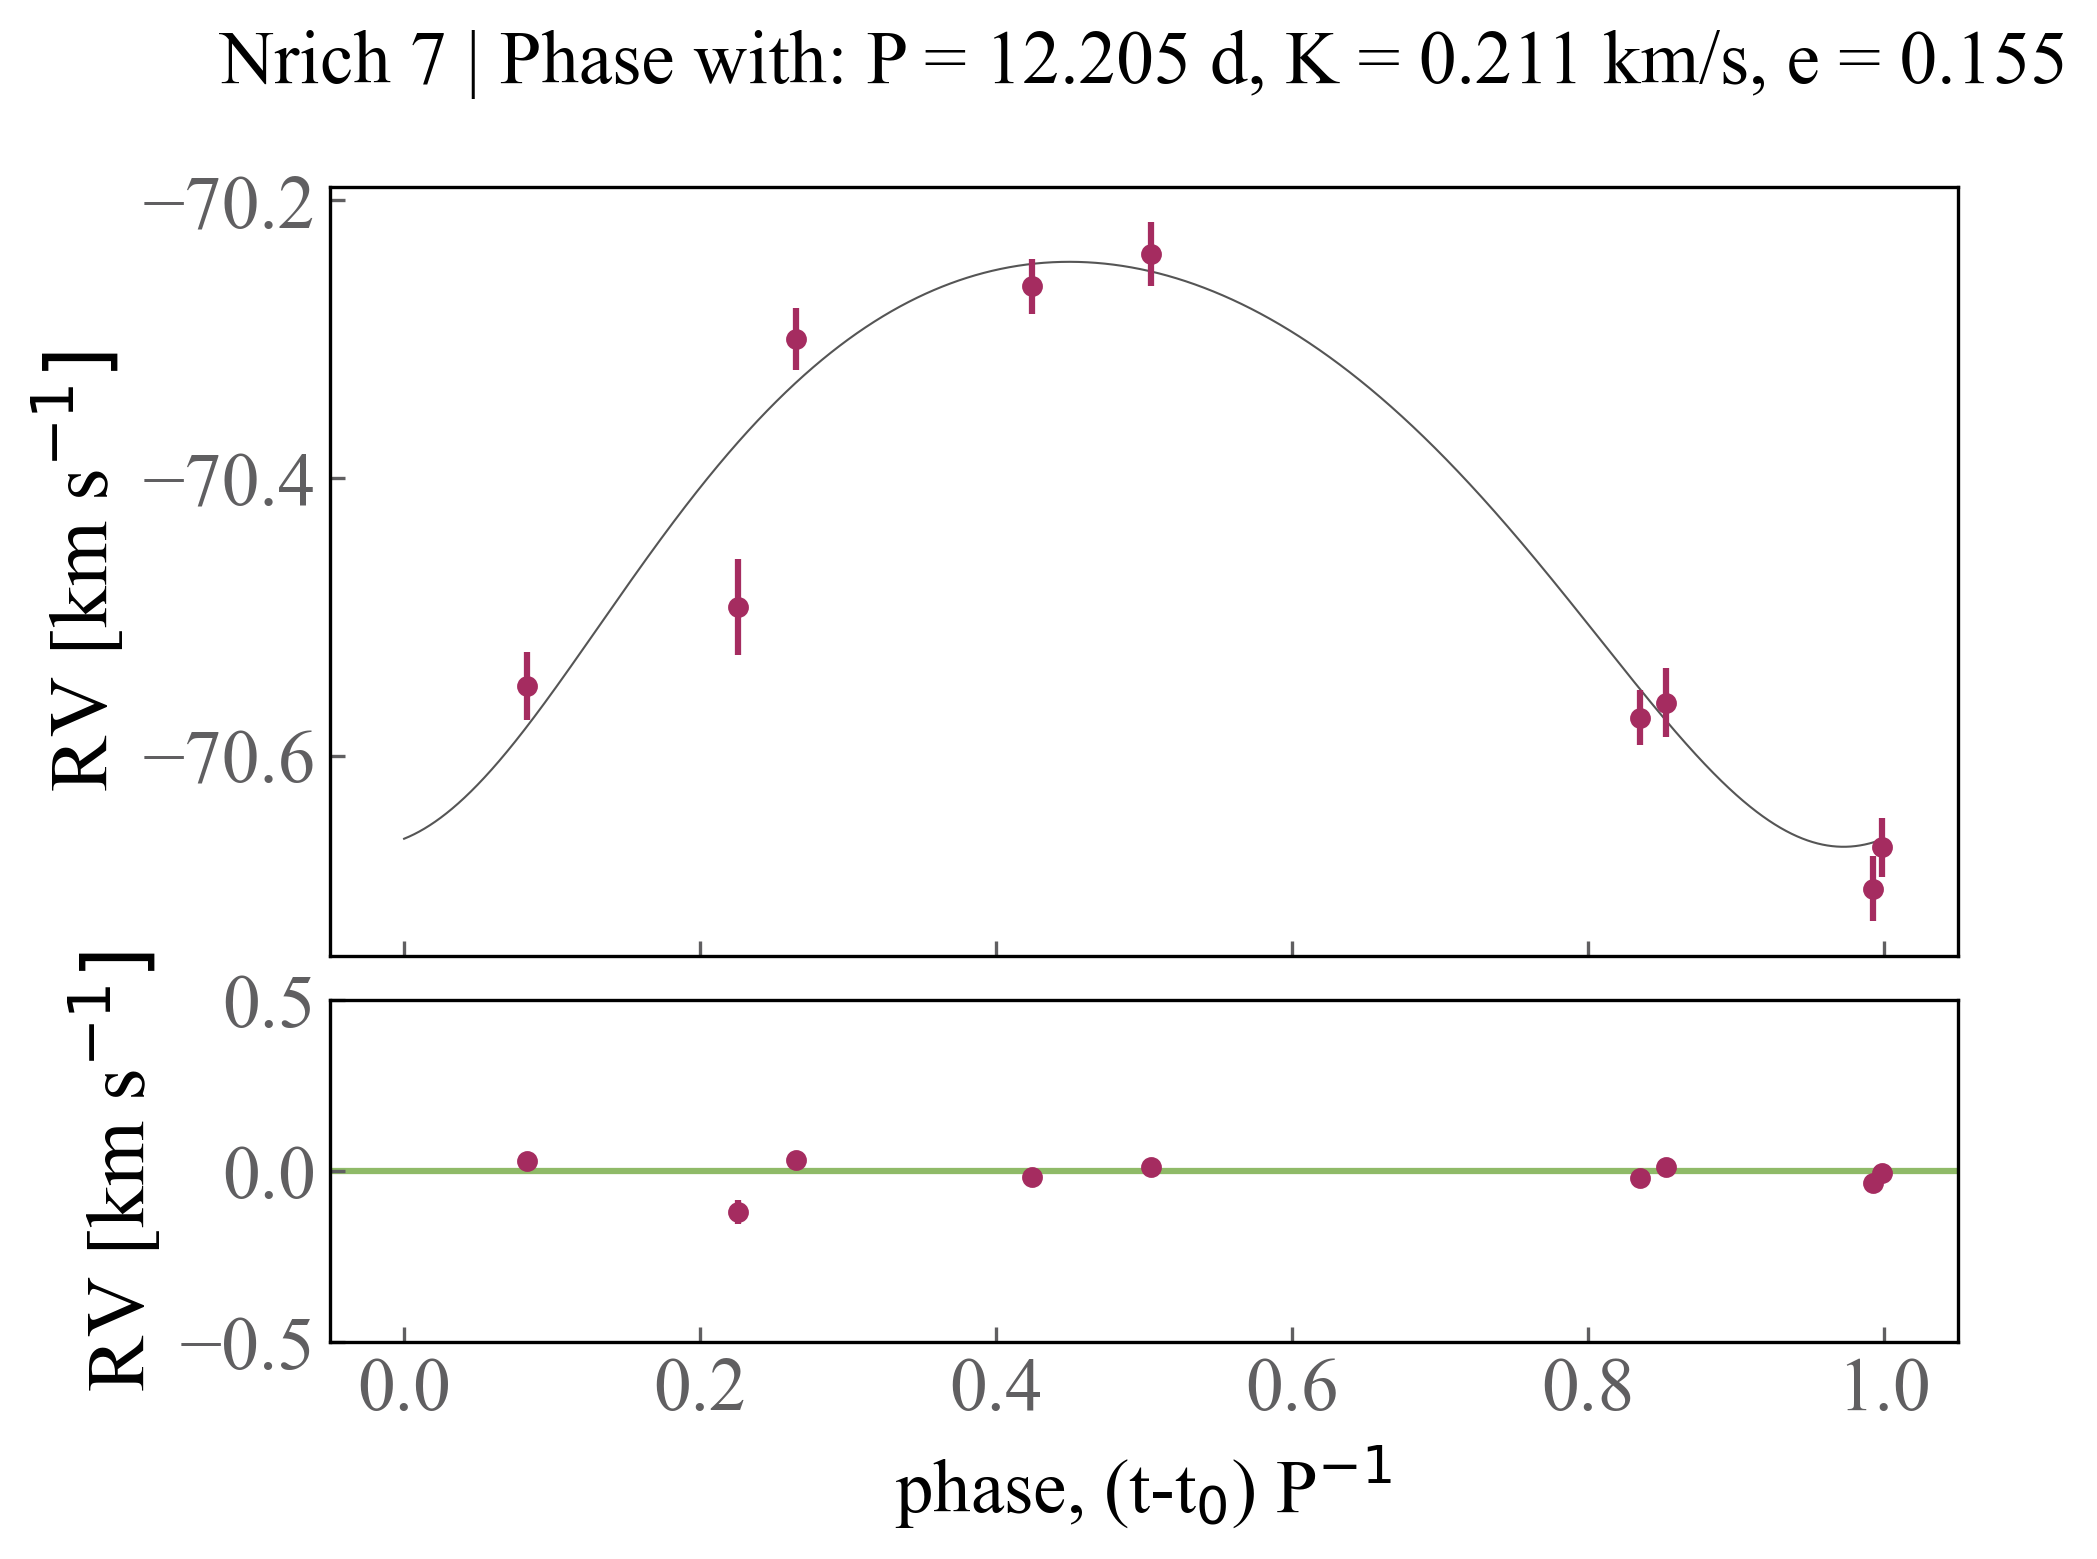 Nrich 7 | Phase with: P = 12.205 d, K = 0.211 km/s, e = 0.155
RV [km s⁻¹]
−70.2
−70.4
−70.6
RV [km s⁻¹]
0.5
0.0
−0.5
0.0 0.2 0.4 0.6 0.8 1.0
phase, (t-t₀) P⁻¹